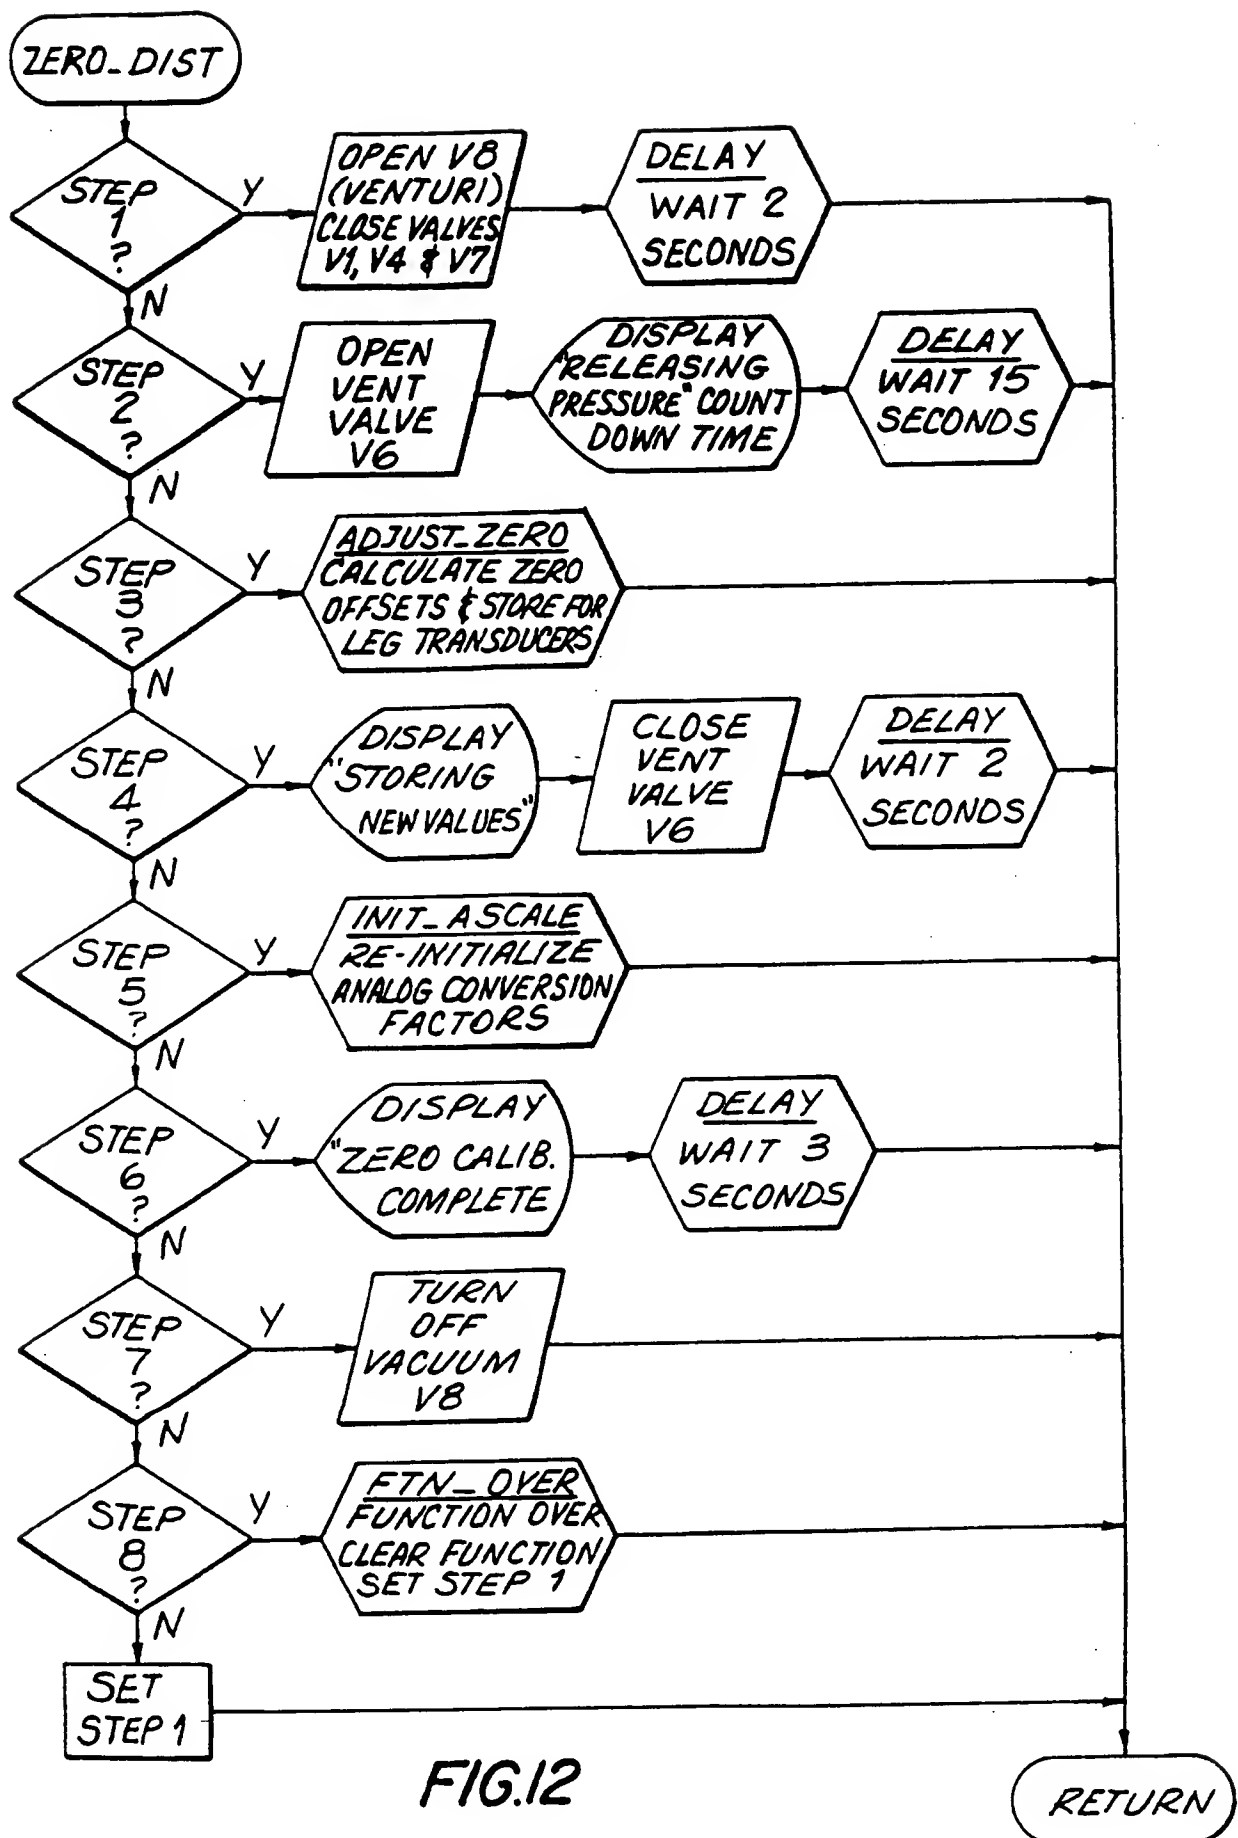 ZERO_DIST
STEP
1
?
Y
N
OPEN V8
(VENTURI)
CLOSE VALVES
V1, V4 & V7
DELAY
WAIT 2
SECONDS
STEP
2
?
Y
N
OPEN
VENT
VALVE
V6
DISPLAY
"RELEASING
PRESSURE" COUNT
DOWN TIME
DELAY
WAIT 15
SECONDS
STEP
3
?
Y
N
ADJUST_ZERO
CALCULATE ZERO
OFFSETS & STORE FOR
LEG TRANSDUCERS
STEP
4
?
Y
N
DISPLAY
"STORING
NEW VALUES"
CLOSE
VENT
VALVE
V6
DELAY
WAIT 2
SECONDS
STEP
5
?
Y
N
INIT_ASCALE
RE-INITIALIZE
ANALOG CONVERSION
FACTORS
STEP
6
?
Y
N
DISPLAY
"ZERO CALIB.
COMPLETE
DELAY
WAIT 3
SECONDS
STEP
7
?
Y
N
TURN
OFF
VACUUM
V8
STEP
8
?
Y
N
FTN_OVER
FUNCTION OVER
CLEAR FUNCTION
SET STEP 1
SET
STEP 1
RETURN
FIG.12